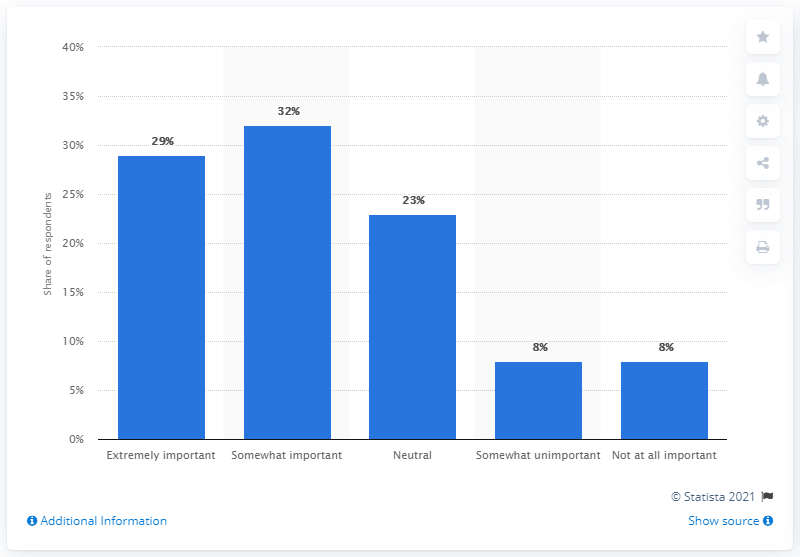 40%
35%
30%
25%
20%
15%
10%
5%
0%
Share of respondents
29%
32%
23%
8%
8%
Extremely important
Somewhat important
Neutral
Somewhat unimportant
Not at all important
© Statista 2021
Additional Information
Show source